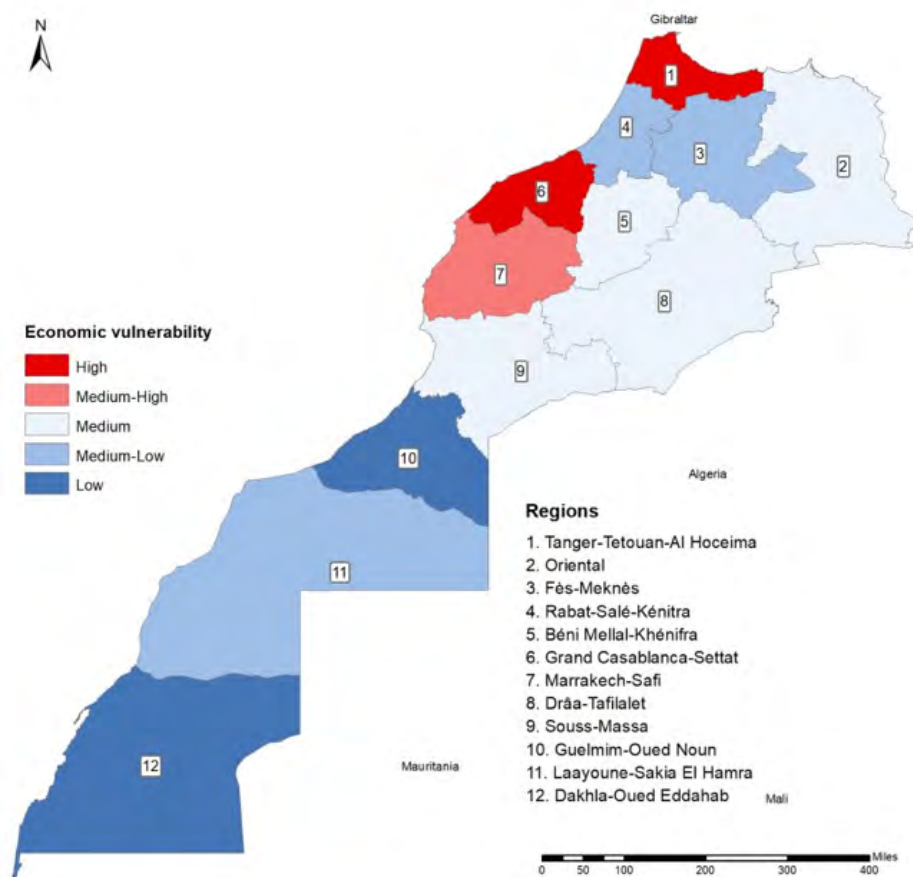 N
Gibraltar
1
4
3
2
6
5
7
8
9
10
11
12
Economic vulnerability
High
Medium-High
Medium
Medium-Low
Low
Algeria
Mauritania
Mali
Regions
1. Tanger-Tetouan-Al Hoceima
2. Oriental
3. Fès-Meknès
4. Rabat-Salé-Kénitra
5. Béni Mellal-Khénifra
6. Grand Casablanca-Settat
7. Marrakech-Safi
8. Drâa-Tafilalet
9. Souss-Massa
10. Guelmim-Oued Noun
11. Laayoune-Sakia El Hamra
12. Dakhla-Oued Eddahab
Miles
0 50 100 200 300 400